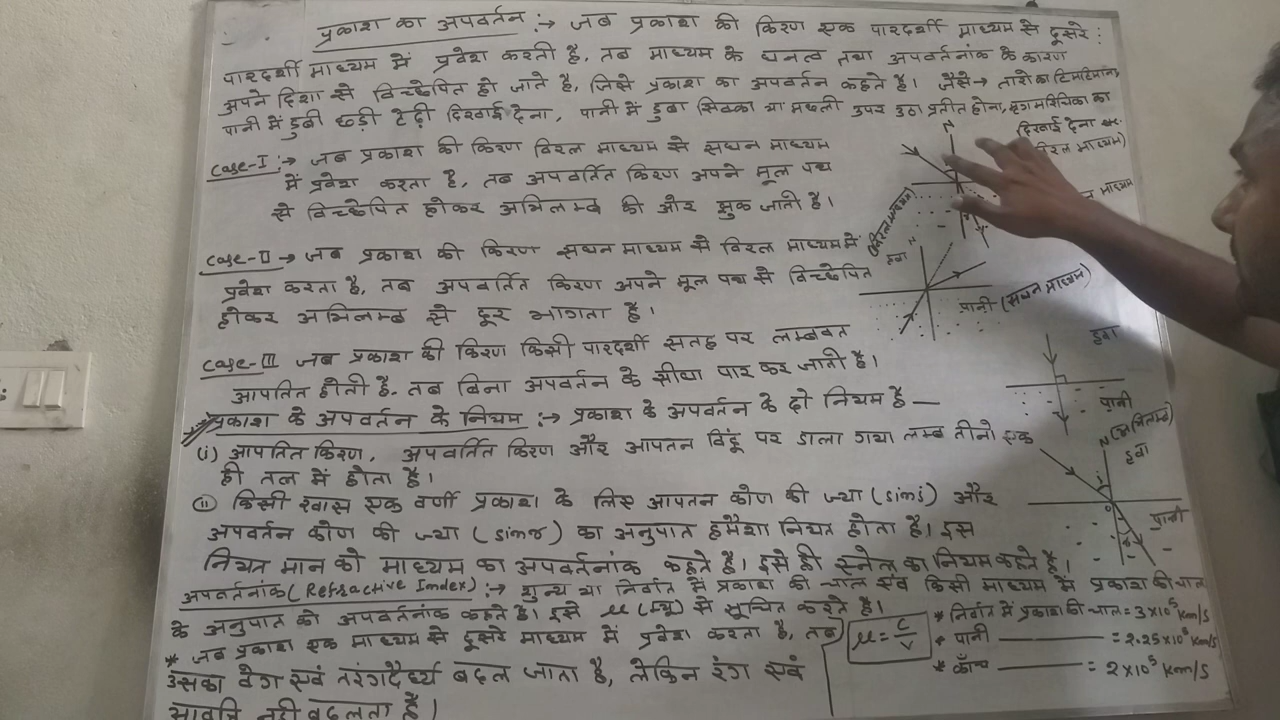 प्रकाश का अपवर्तन :→ जब प्रकाश की किरण एक पारदर्शी माध्यम से दूसरे
पारदर्शी माध्यम में प्रवेश करती है, तब माध्यम के घनत्व तथा अपवर्तनांक के कारण
अपने दिशा से विच्छेपित हो जाते है, जिसे प्रकाश का अपवर्तन कहते है। जैसे→ तारो का टिमटिमाना,
पानी में डुबी छड़ी टेढ़ी दिखाई देना, पानी में डुबा सिक्का या मछली उपर उठा प्रतीत होना, मृगमरिचिका का
दिखाई देना etc.
Case-I :→ जब प्रकाश की किरण विरल माध्यम से सघन माध्यम
में प्रवेश करता है, तब अपवर्तित किरण अपने मूल पथ
से विच्छेपित होकर अभिलम्ब की ओर झुक जाती है।
N
विरल माध्यम)
माध्यम
Case-II → जब प्रकाश की किरण सघन माध्यम से विरल माध्यम में
प्रवेश करता है, तब अपवर्तित किरण अपने मूल पथ से विच्छेपित
होकर अभिलम्ब से दूर भागता है।
(विरल माध्यम)
हवा
N
पानी (सघन माध्यम)
Case-III जब प्रकाश की किरण किसी पारदर्शी सतह पर लम्बवत
आपतित होती है, तब बिना अपवर्तन के सीधा पार कर जाती है।
हवा
पानी
प्रकाश के अपवर्तन के नियम :→ प्रकाश के अपवर्तन के दो नियम है —
(i) आपतित किरण, अपवर्तित किरण और आपतन विंदु पर डाला गया लम्ब तीनो एक
ही तल में होता है।
(ii) किसी खास एक वर्णी प्रकाश के लिए आपतन कोण की ज्या (sini) और
अपवर्तन कोण की ज्या (sinr) का अनुपात हमेशा नियत होता है। इस
नियत मान को माध्यम का अपवर्तनांक कहते है। इसे ही स्नेल का नियम कहते है।
N (अभिलम्ब)
हवा
पानी
अपवर्तनांक (Refractive Index) :→ शुन्य या निर्वात में प्रकाश की चाल एवं किसी माध्यम में प्रकाश की चाल
के अनुपात को अपवर्तनांक कहते है। इसे μ (म्यू) से सूचित करते है।
* जब प्रकाश एक माध्यम से दूसरे माध्यम में प्रवेश करता है, तब
उसका वेग एवं तरंगदैर्ध्य बदल जाता है, लेकिन रंग एवं
आवृत्ति नही बदलता है।
μ = C/V
* निर्वात में प्रकाश की चाल = 3×10⁵ Km/S
* पानी ———— = 2.25×10⁵ Km/S
* काँच ———— = 2×10⁵ Km/S